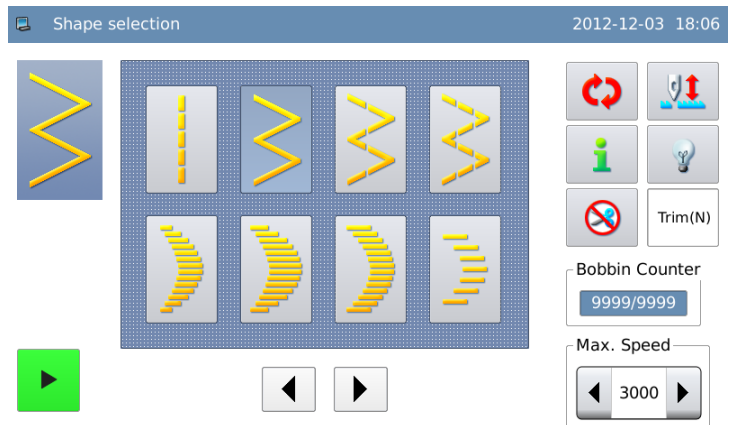 Shape selection
2012-12-03 18:06
Trim(N)
Bobbin Counter
9999/9999
Max. Speed
3000